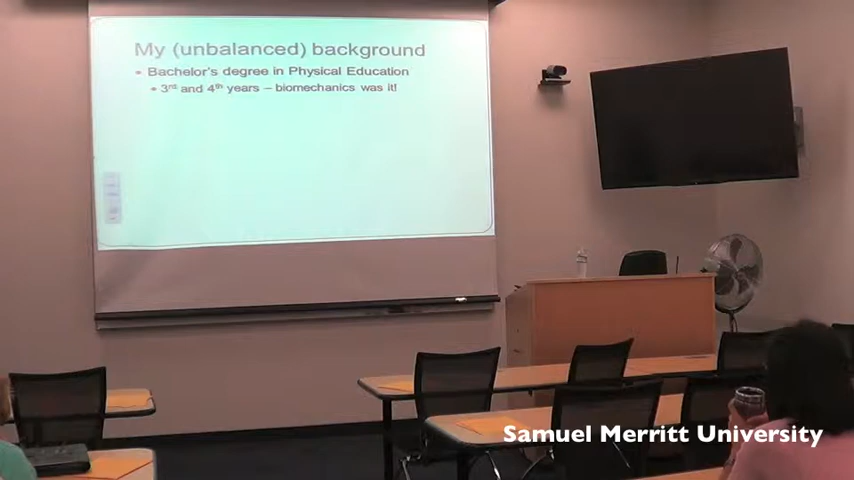 My (unbalanced) background
• Bachelor's degree in Physical Education
• 3rd and 4th years – biomechanics was it!
Samuel Merritt University